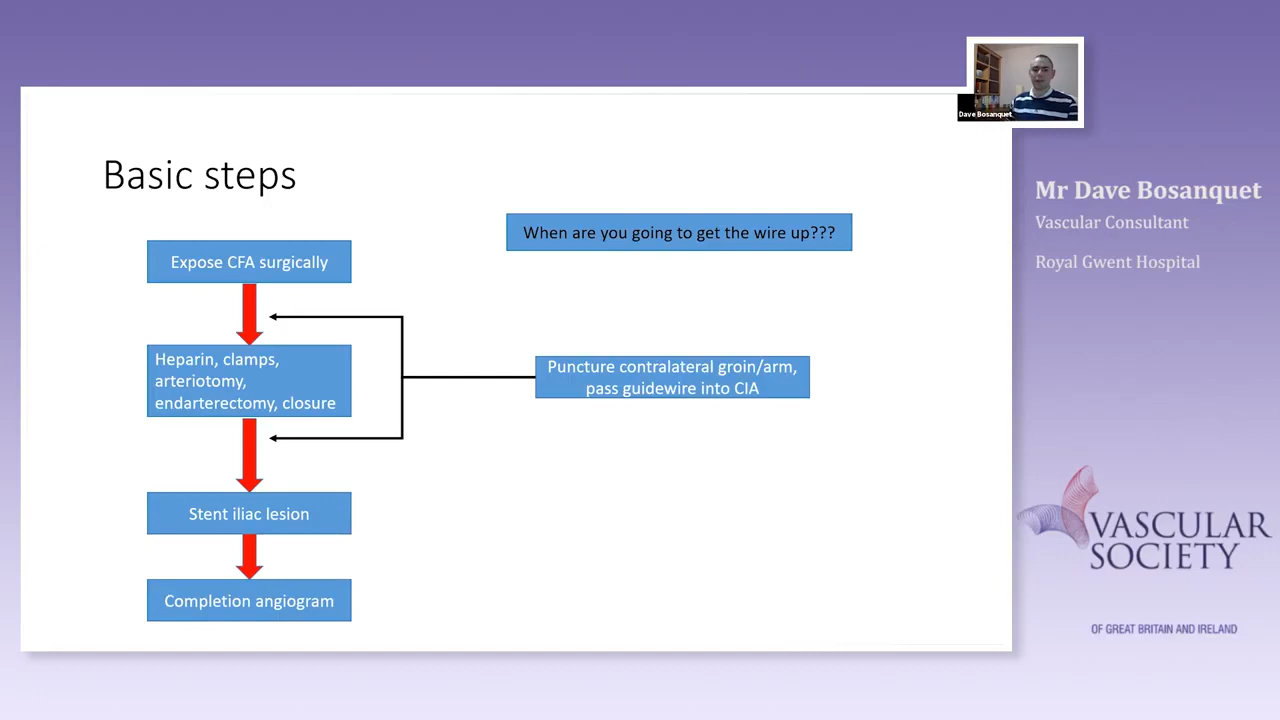 Dave Bosanquet
Basic steps
When are you going to get the wire up???
Expose CFA surgically
Heparin, clamps,
arteriotomy,
endarterectomy, closure
Puncture contralateral groin/arm,
pass guidewire into CIA
Stent iliac lesion
Completion angiogram
Mr Dave Bosanquet
Vascular Consultant
Royal Gwent Hospital
VASCULAR
SOCIETY
OF GREAT BRITAIN AND IRELAND